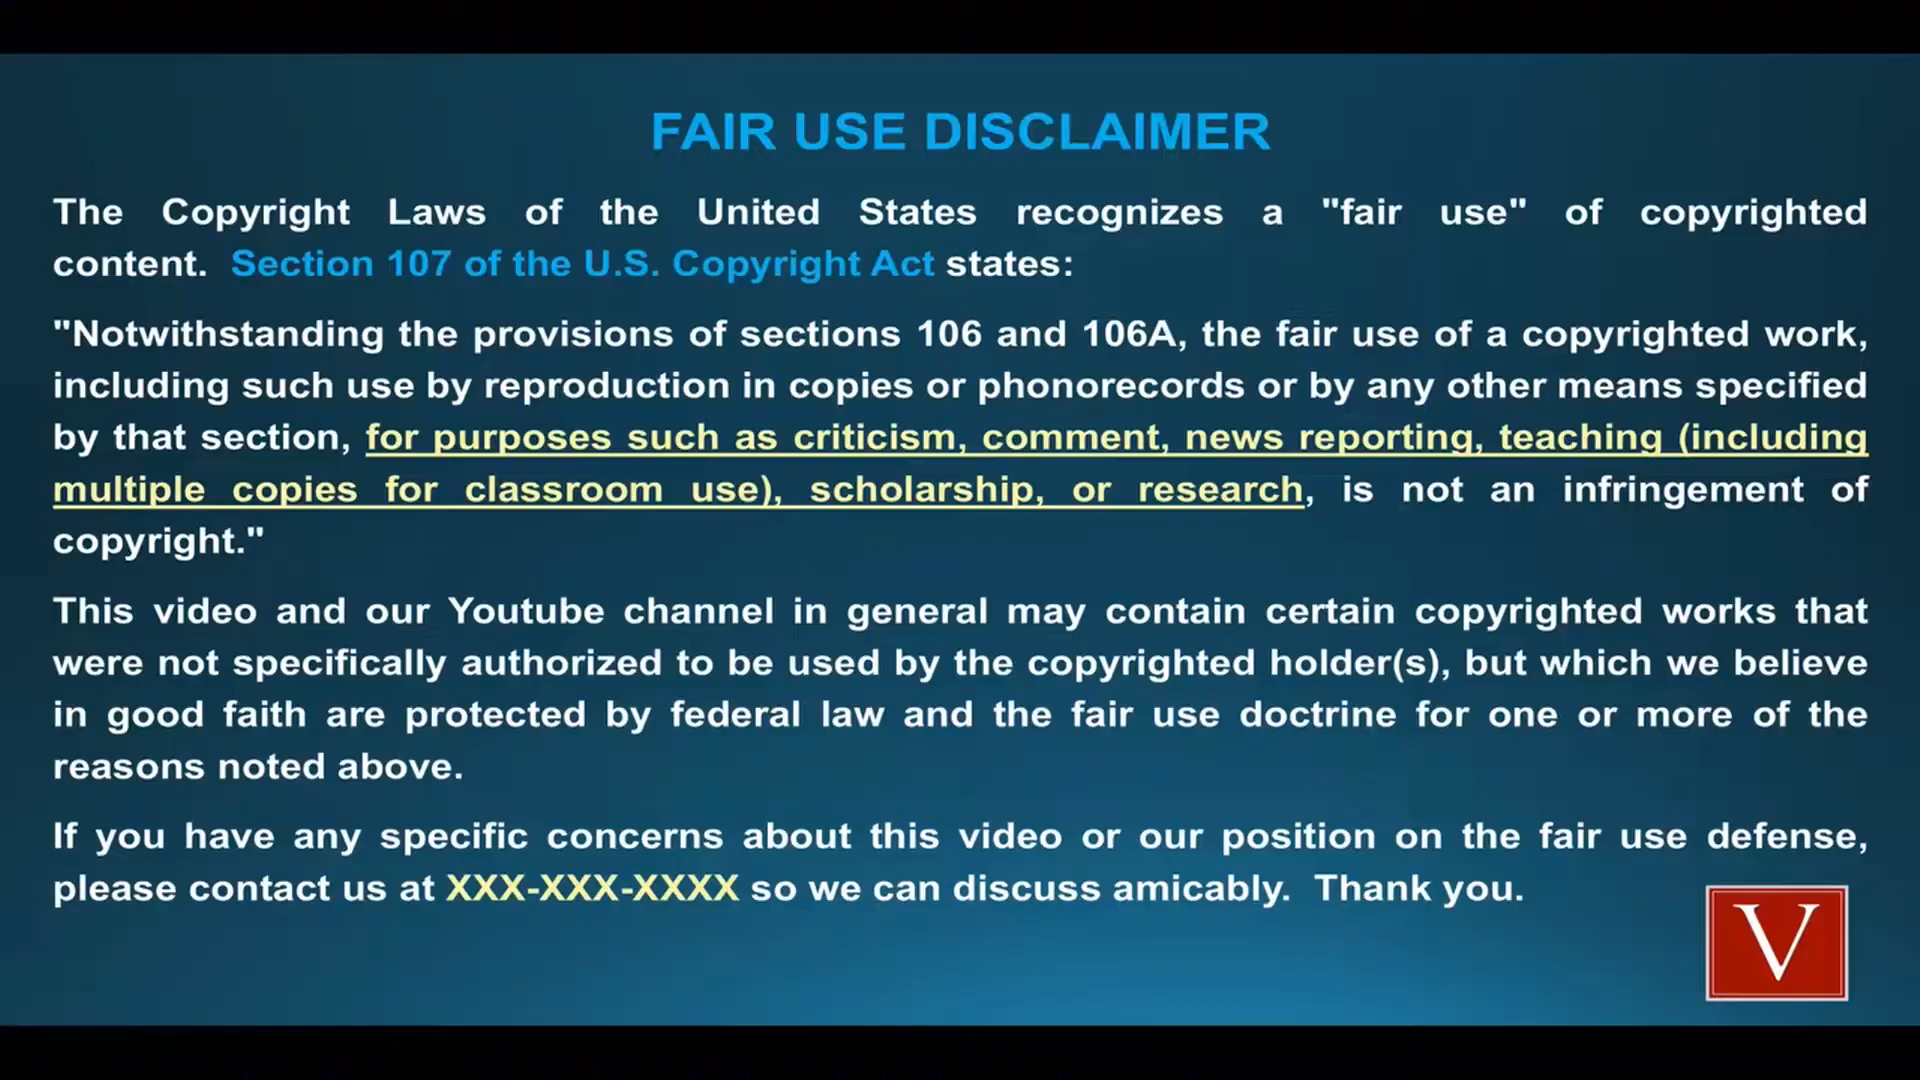 FAIR USE DISCLAIMER
The Copyright Laws of the United States recognizes a "fair use" of copyrighted
content. Section 107 of the U.S. Copyright Act states:
"Notwithstanding the provisions of sections 106 and 106A, the fair use of a copyrighted work,
including such use by reproduction in copies or phonorecords or by any other means specified
by that section, for purposes such as criticism, comment, news reporting, teaching (including
multiple copies for classroom use), scholarship, or research, is not an infringement of
copyright."
This video and our Youtube channel in general may contain certain copyrighted works that
were not specifically authorized to be used by the copyrighted holder(s), but which we believe
in good faith are protected by federal law and the fair use doctrine for one or more of the
reasons noted above.
If you have any specific concerns about this video or our position on the fair use defense,
please contact us at XXX-XXX-XXXX so we can discuss amicably. Thank you.
V